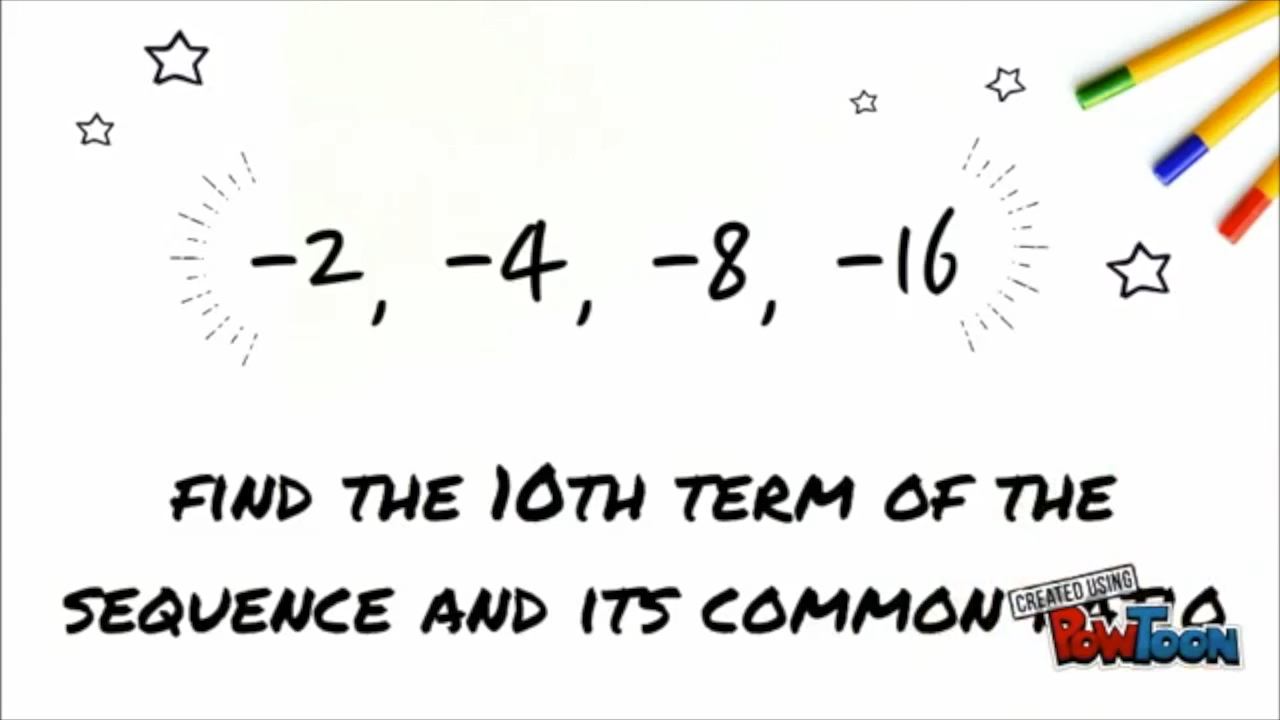 -2, -4, -8, -16
FIND THE 10TH TERM OF THE
SEQUENCE AND ITS COMMON
CREATED USING
POWTOON